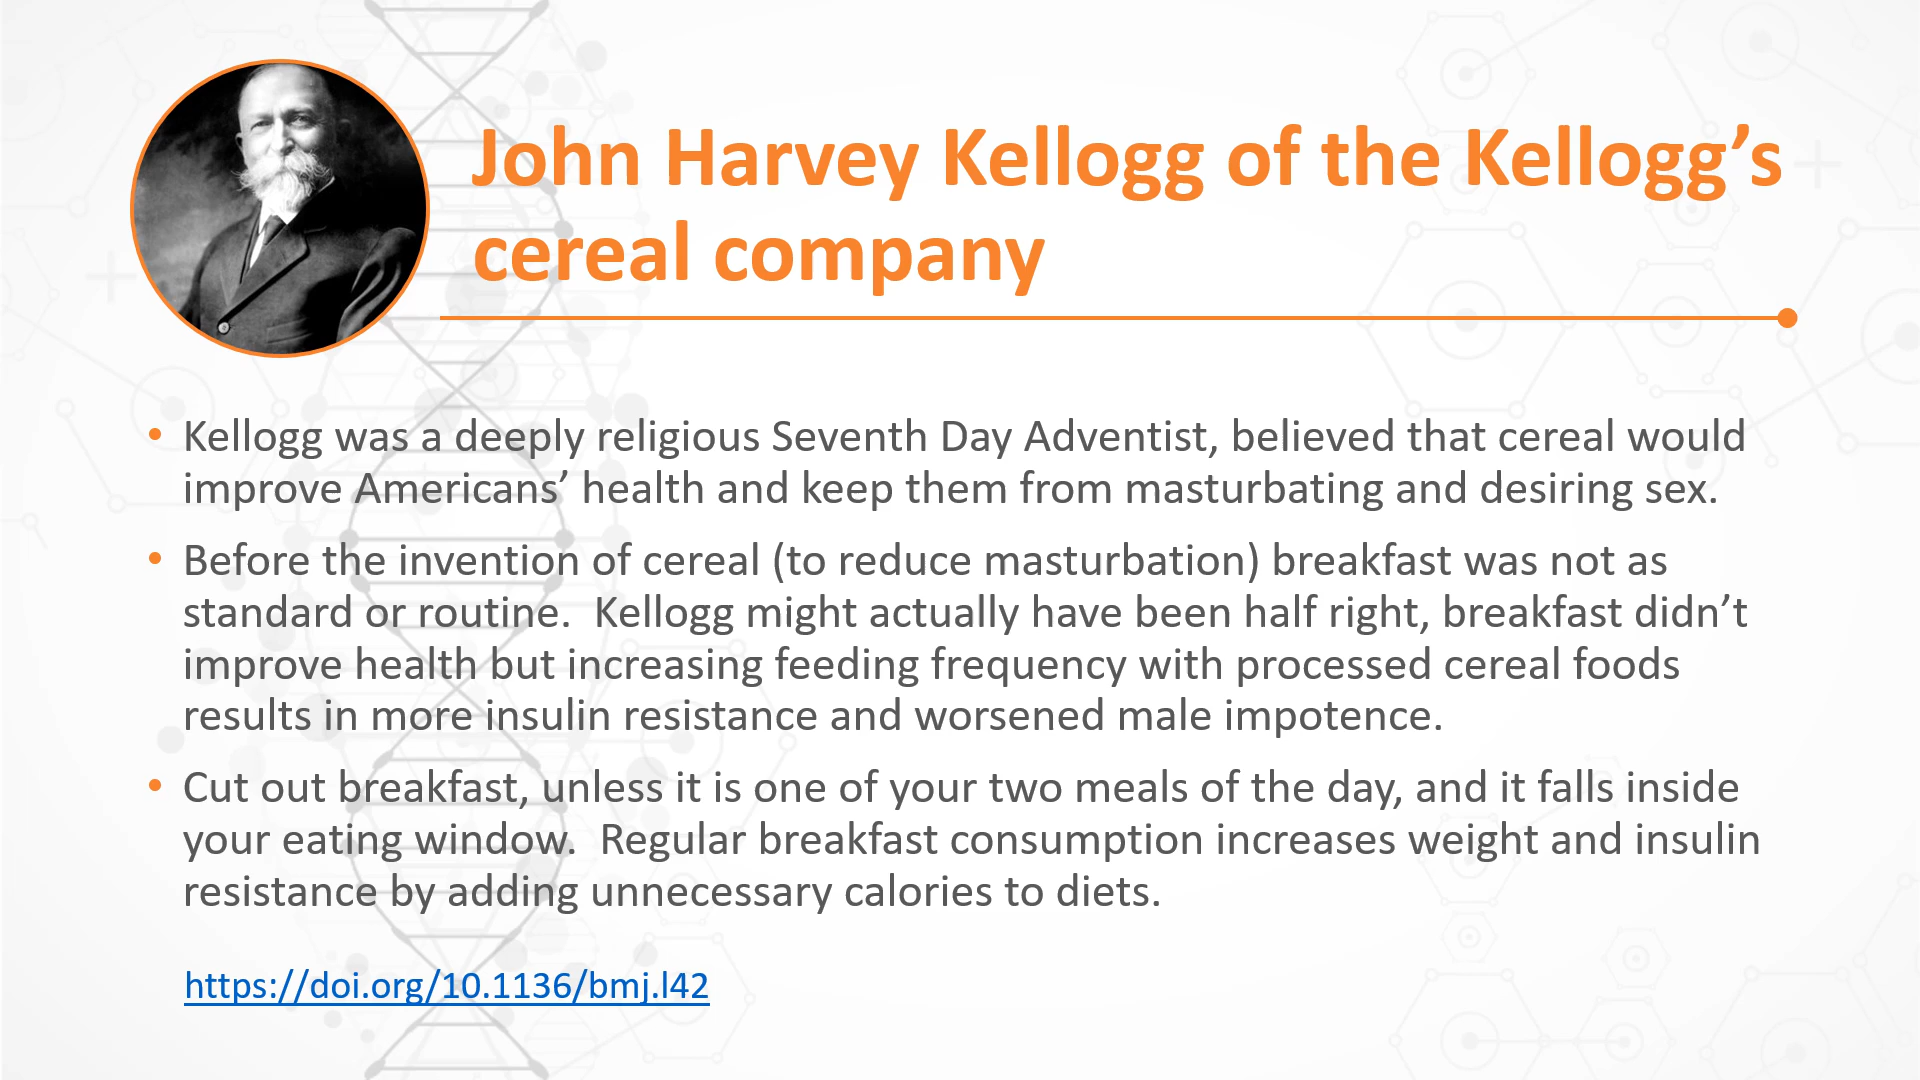 John Harvey Kellogg of the Kellogg’s
cereal company
• Kellogg was a deeply religious Seventh Day Adventist, believed that cereal would
improve Americans’ health and keep them from masturbating and desiring sex.
• Before the invention of cereal (to reduce masturbation) breakfast was not as
standard or routine.  Kellogg might actually have been half right, breakfast didn’t
improve health but increasing feeding frequency with processed cereal foods
results in more insulin resistance and worsened male impotence.
• Cut out breakfast, unless it is one of your two meals of the day, and it falls inside
your eating window.  Regular breakfast consumption increases weight and insulin
resistance by adding unnecessary calories to diets.
https://doi.org/10.1136/bmj.l42